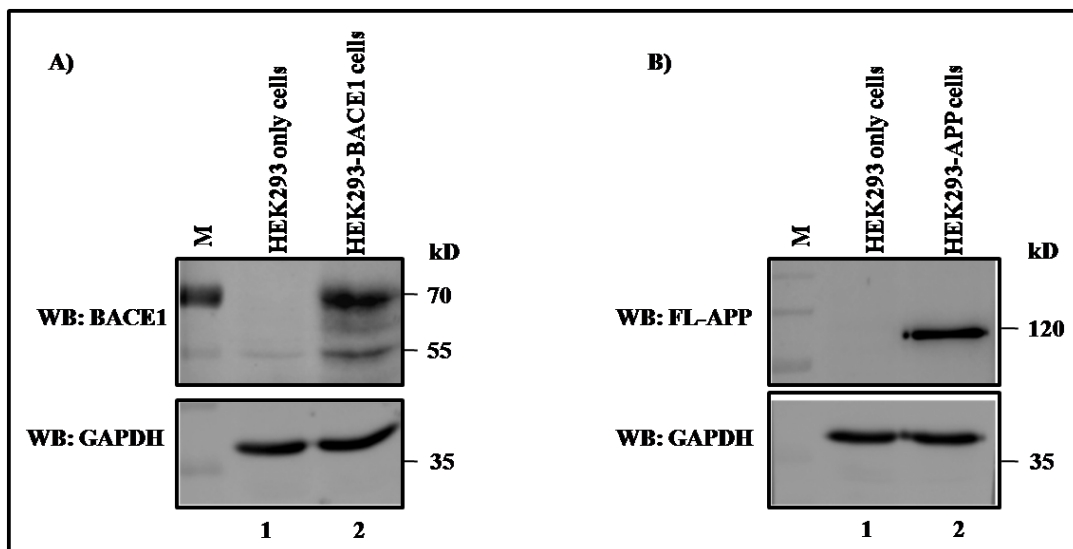 A)
M
HEK293 only cells
HEK293-BACE1 cells
kD
WB: BACE1
70
55
WB: GAPDH
35
1
2
B)
M
HEK293 only cells
HEK293-APP cells
kD
WB: FL-APP
120
WB: GAPDH
35
1
2